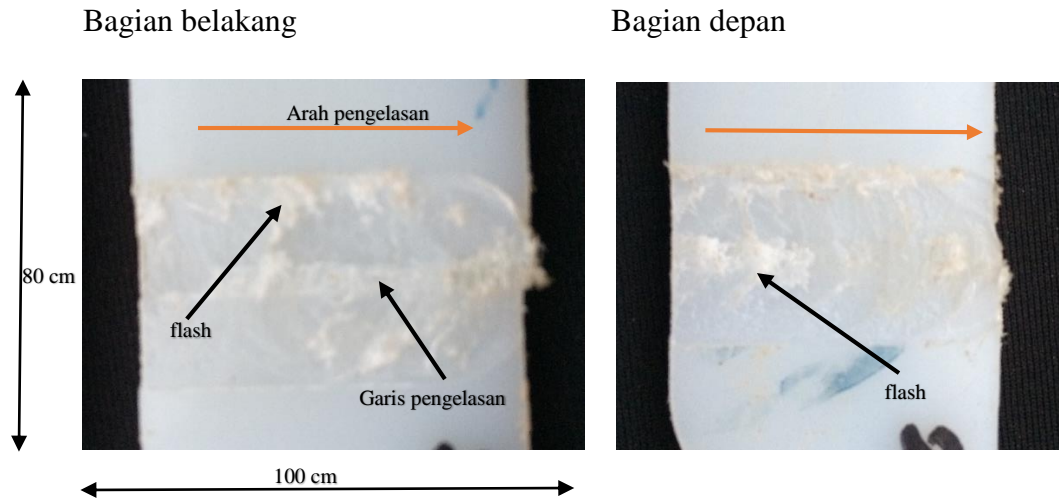 Bagian belakang
Bagian depan
Arah pengelasan
80 cm
flash
Garis pengelasan
flash
100 cm